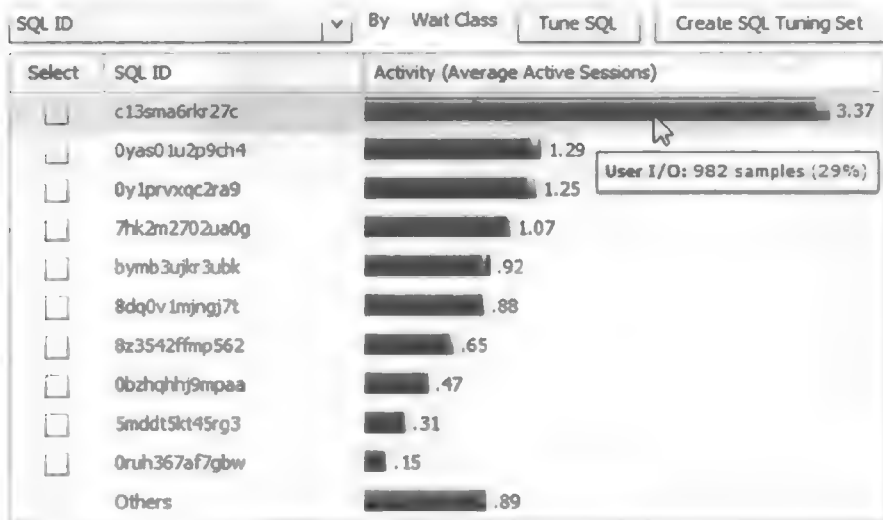 SQL ID By Wait Class Tune SQL Create SQL Tuning Set
Select SQL ID Activity (Average Active Sessions)
c13sma6rkr27c 3.37
0yas01u2p9ch4 1.29
User I/O: 982 samples (29%)
0y1prvxqc2ra9 1.25
7hk2m2702ua0g 1.07
bymb3ujkr3ubk .92
8dq0v1mjngj7t .88
8z3542ffmp562 .65
0bzhqhhj9mpaa .47
5mddt5kt45rg3 .31
0ruh367af7gbw .15
Others .89